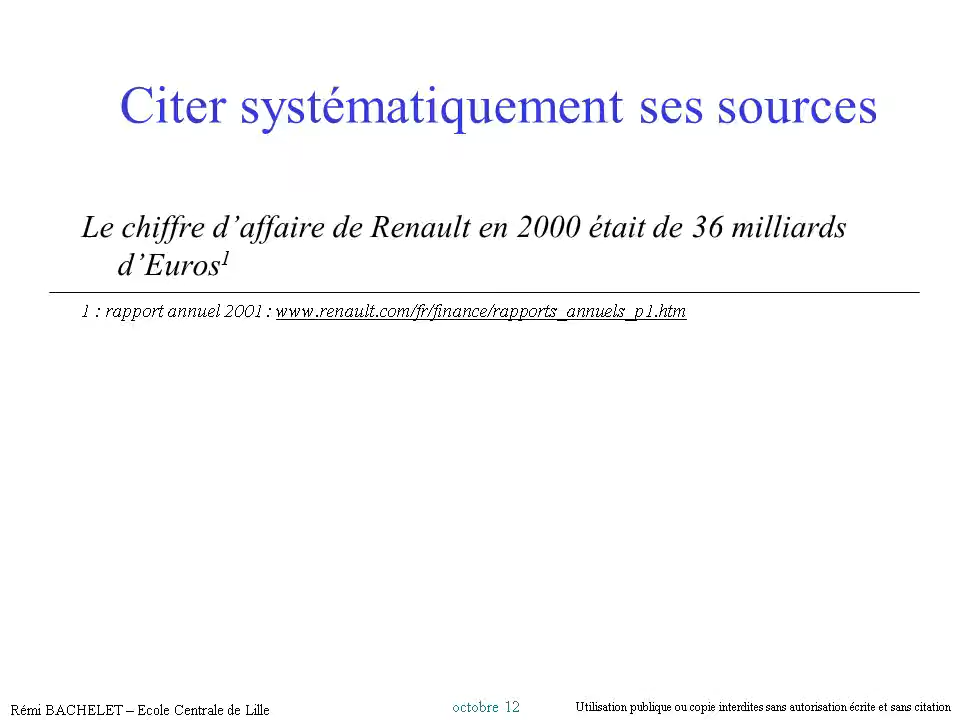 Citer systématiquement ses sources
Le chiffre d’affaire de Renault en 2000 était de 36 milliards
d’Euros1
1 : rapport annuel 2001 : www.renault.com/fr/finance/rapports_annuels_p1.htm
Rémi BACHELET – Ecole Centrale de Lille
octobre 12
Utilisation publique ou copie interdites sans autorisation écrite et sans citation